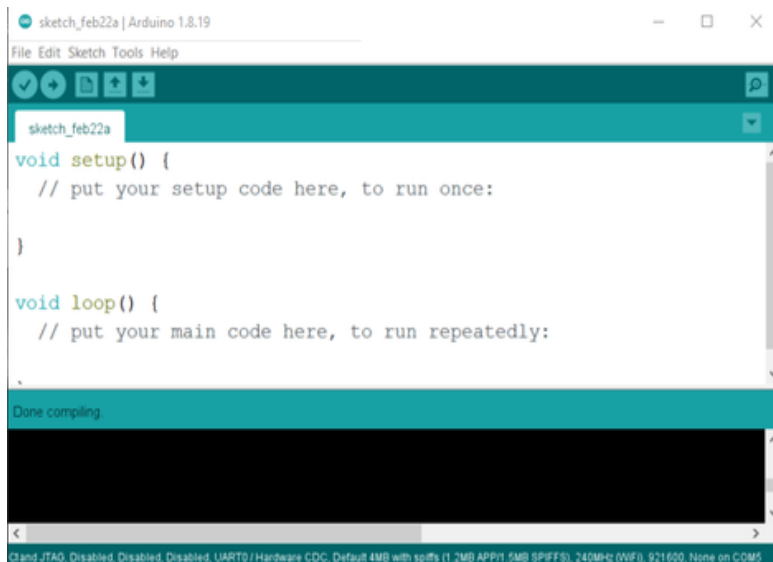 sketch_feb22a | Arduino 1.8.19
File Edit Sketch Tools Help
sketch_feb22a
void setup() {
// put your setup code here, to run once:
}
void loop() {
// put your main code here, to run repeatedly:
Done compiling.
and JTAG, Disabled, Disabled, Disabled, UART0 / Hardware CDC, Default 4MB with spiffs (1.2MB APP/1.5MB SPIFFS), 240MHz (WiFi), 921600, None on COM5